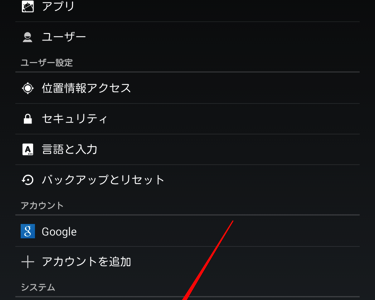 アプリ
ユーザー
ユーザー設定
位置情報アクセス
セキュリティ
言語と入力
バックアップとリセット
アカウント
Google
アカウントを追加
システム